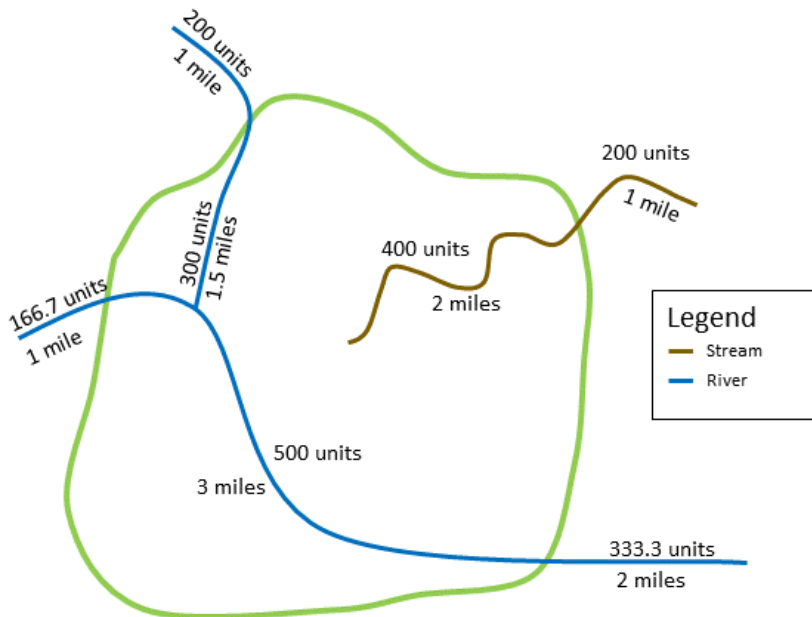 200 units
1 mile
200 units
1 mile
300 units
1.5 miles
400 units
2 miles
166.7 units
1 mile
Legend
Stream
River
500 units
3 miles
333.3 units
2 miles